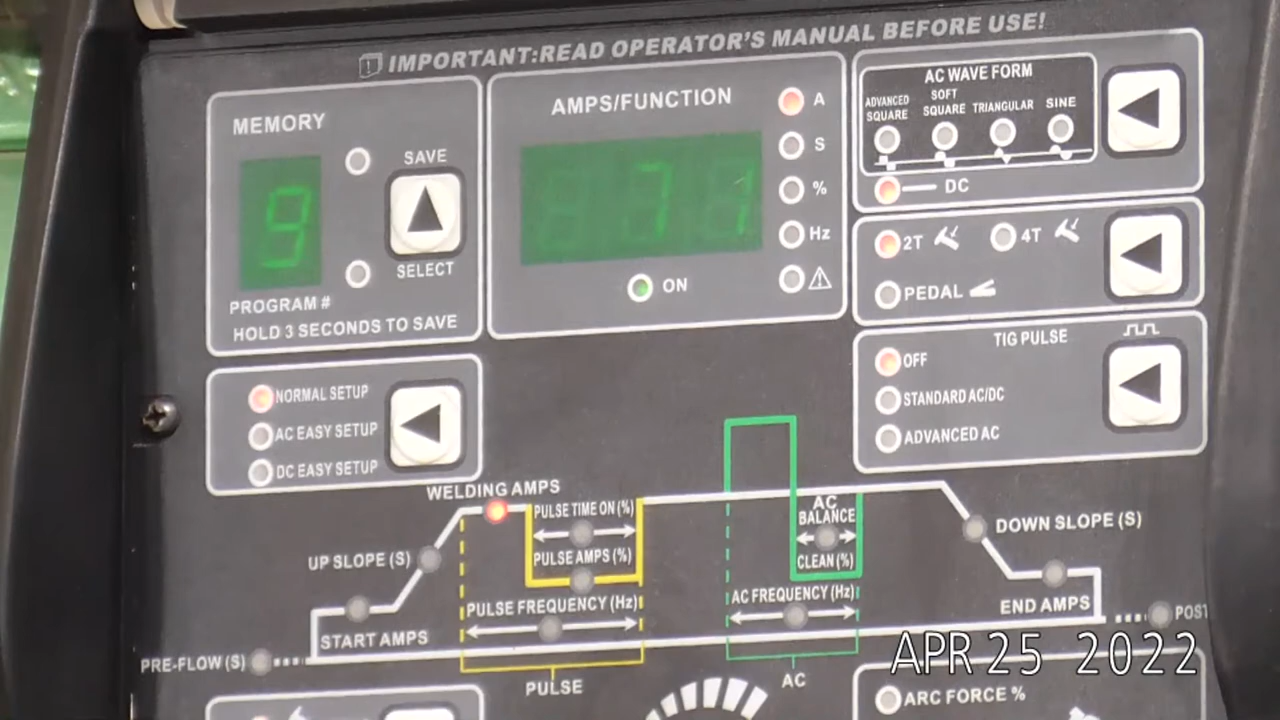 IMPORTANT:READ OPERATOR'S MANUAL BEFORE USE!
MEMORY
9
SAVE
SELECT
PROGRAM #
HOLD 3 SECONDS TO SAVE
AMPS/FUNCTION
71
ON
A
S
%
Hz
AC WAVE FORM
ADVANCED SQUARE
SOFT SQUARE
TRIANGULAR
SINE
DC
2T
4T
PEDAL
TIG PULSE
OFF
STANDARD AC/DC
ADVANCED AC
NORMAL SETUP
AC EASY SETUP
DC EASY SETUP
WELDING AMPS
PULSE TIME ON (%)
PULSE AMPS (%)
PULSE FREQUENCY (Hz)
UP SLOPE (S)
START AMPS
PRE-FLOW (S)
PULSE
AC BALANCE
CLEAN (%)
AC FREQUENCY (Hz)
AC
DOWN SLOPE (S)
END AMPS
POST
APR 25 2022
ARC FORCE %